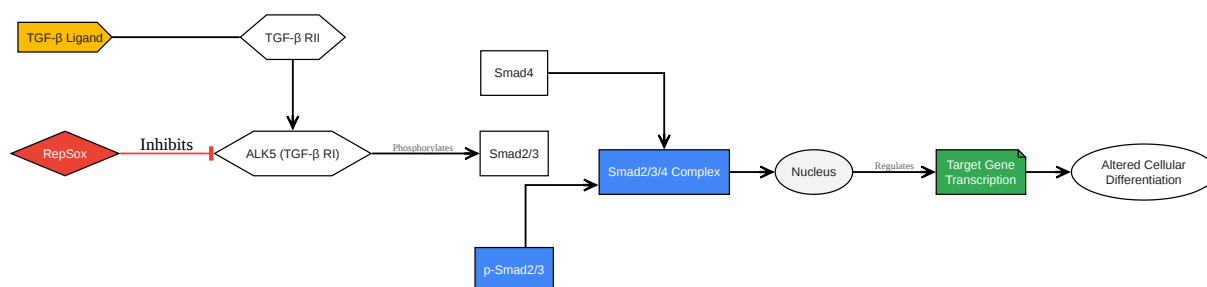 TGF-β Ligand
TGF-β RII
Smad4
RepSox
Inhibits
ALK5 (TGF-β RI)
Phosphorylates
Smad2/3
Smad2/3/4 Complex
Nucleus
Regulates
Target Gene
Transcription
Altered Cellular
Differentiation
p-Smad2/3